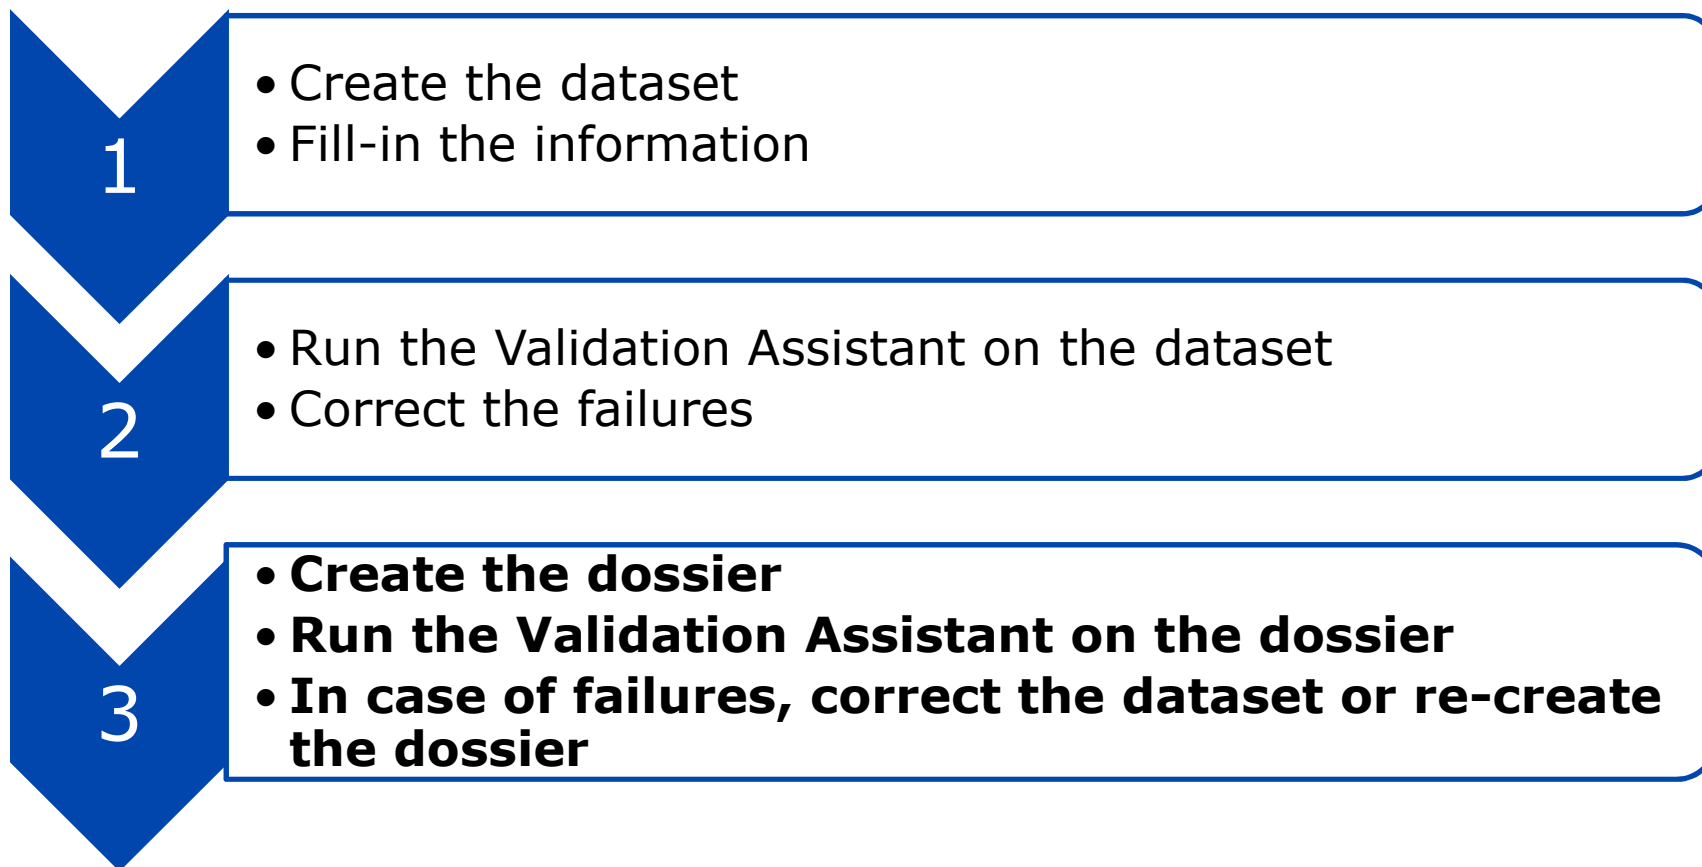 1
• Create the dataset
• Fill-in the information
2
• Run the Validation Assistant on the dataset
• Correct the failures
3
• Create the dossier
• Run the Validation Assistant on the dossier
• In case of failures, correct the dataset or re-create
the dossier